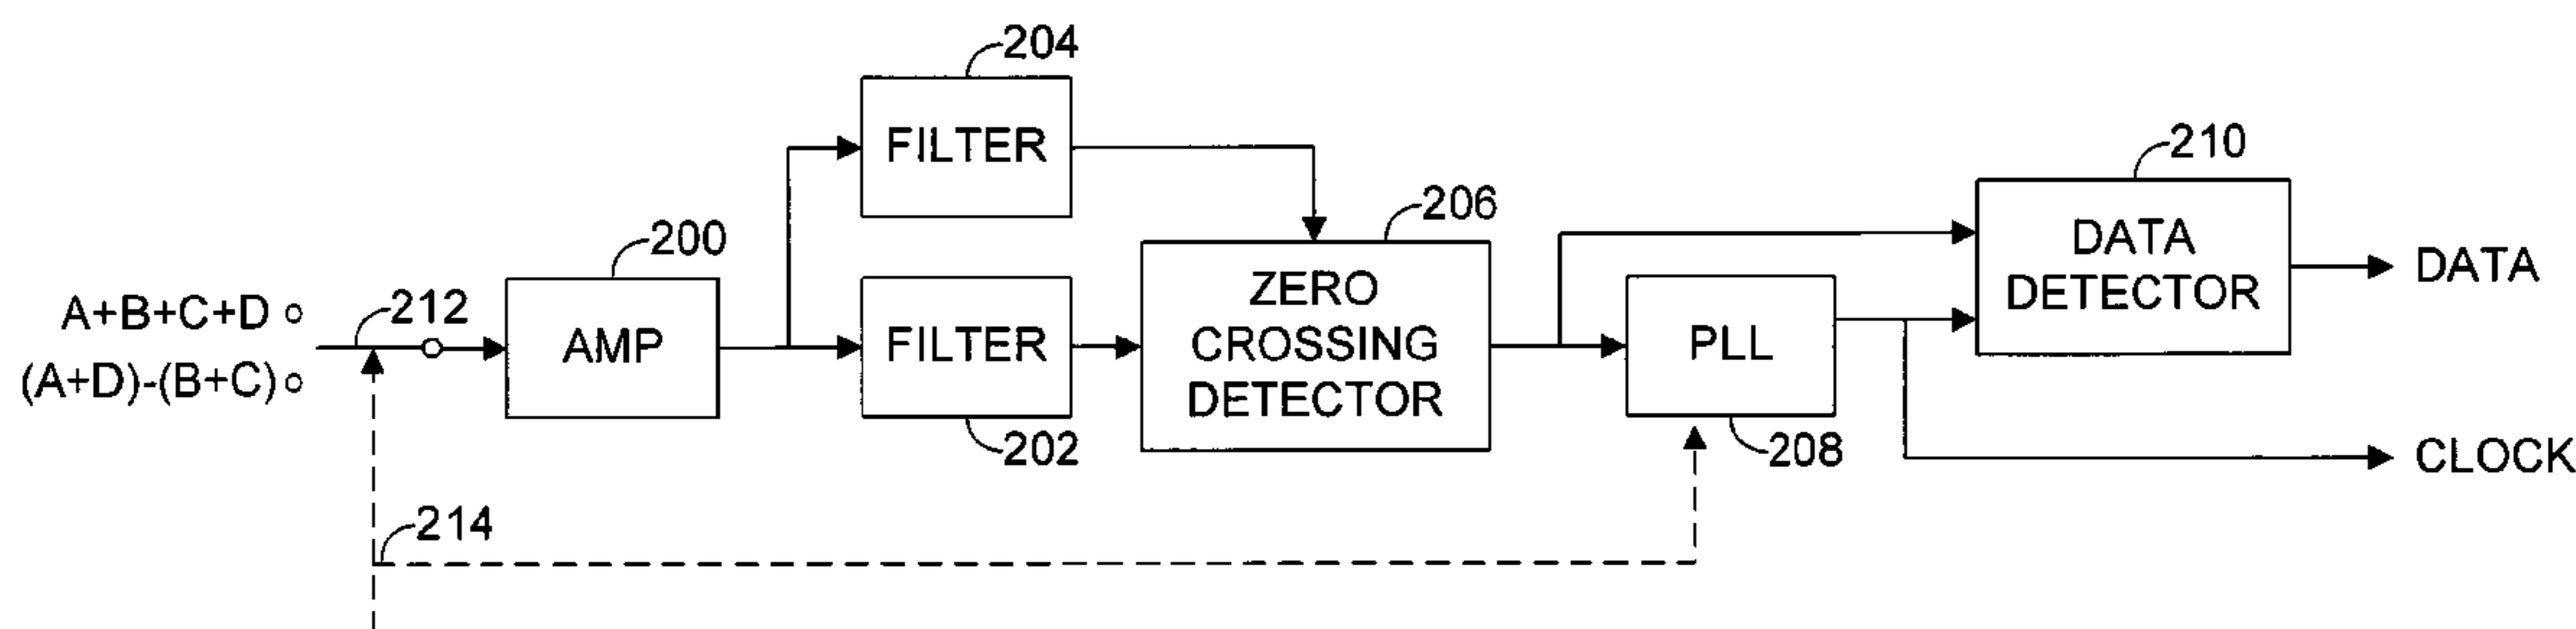 204
FILTER
210
206
200
DATA
DETECTOR
DATA
A+B+C+D
212
AMP
FILTER
ZERO
CROSSING
DETECTOR
PLL
(A+D)-(B+C)
202
208
CLOCK
214